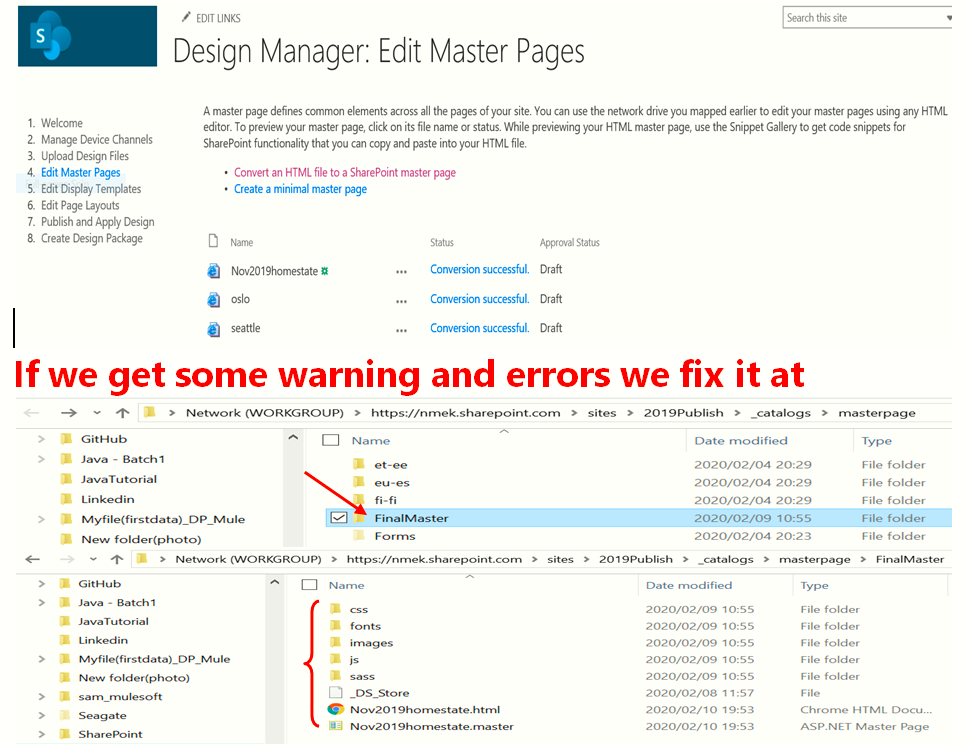 EDIT LINKS
Search this site
S
Design Manager: Edit Master Pages
A master page defines common elements across all the pages of your site. You can use the network drive you mapped earlier to edit your master pages using any HTML
editor. To preview your master page, click on its file name or status. While previewing your HTML master page, use the Snippet Gallery to get code snippets for
SharePoint functionality that you can copy and paste into your HTML file.
1. Welcome
2. Manage Device Channels
3. Upload Design Files
4. Edit Master Pages
5. Edit Display Templates
6. Edit Page Layouts
7. Publish and Apply Design
8. Create Design Package
• Convert an HTML file to a SharePoint master page
• Create a minimal master page
Name Status Approval Status
Nov2019homestate ... Conversion successful. Draft
oslo ... Conversion successful. Draft
seattle ... Conversion successful. Draft
If we get some warning and errors we fix it at
Network (WORKGROUP) > https://nmek.sharepoint.com > sites > 2019Publish > _catalogs > masterpage
GitHub
Java - Batch1
JavaTutorial
Linkedin
Myfile(firstdata)_DP_Mule
New folder(photo)
Name Date modified Type
et-ee 2020/02/04 20:29 File folder
eu-es 2020/02/04 20:29 File folder
fi-fi 2020/02/04 20:29 File folder
FinalMaster 2020/02/09 10:55 File folder
Forms 2020/02/04 20:23 File folder
Network (WORKGROUP) > https://nmek.sharepoint.com > sites > 2019Publish > _catalogs > masterpage > FinalMaster
GitHub
Java - Batch1
JavaTutorial
Linkedin
Myfile(firstdata)_DP_Mule
New folder(photo)
sam_mulesoft
Seagate
SharePoint
Name Date modified Type
css 2020/02/09 10:55 File folder
fonts 2020/02/09 10:55 File folder
images 2020/02/09 10:55 File folder
js 2020/02/09 10:55 File folder
sass 2020/02/09 10:55 File folder
_DS_Store 2020/02/08 11:57 File
Nov2019homestate.html 2020/02/10 19:53 Chrome HTML Docu...
Nov2019homestate.master 2020/02/10 19:53 ASP.NET Master Page